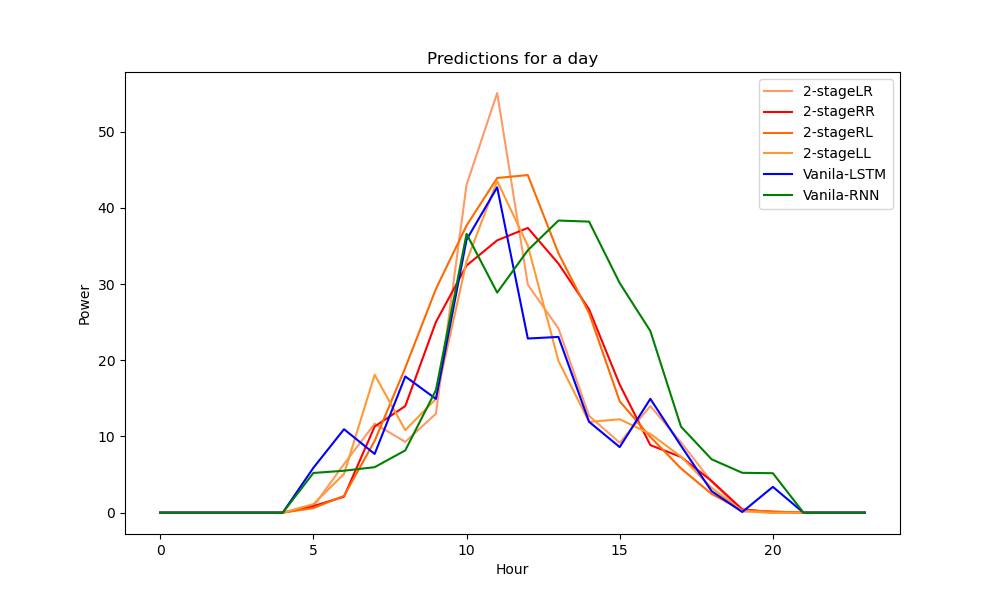 Predictions for a day
2-stageLR
2-stageRR
2-stageRL
2-stageLL
Vanila-LSTM
Vanila-RNN
Power
50
40
30
20
10
0
0 5 10 15 20
Hour